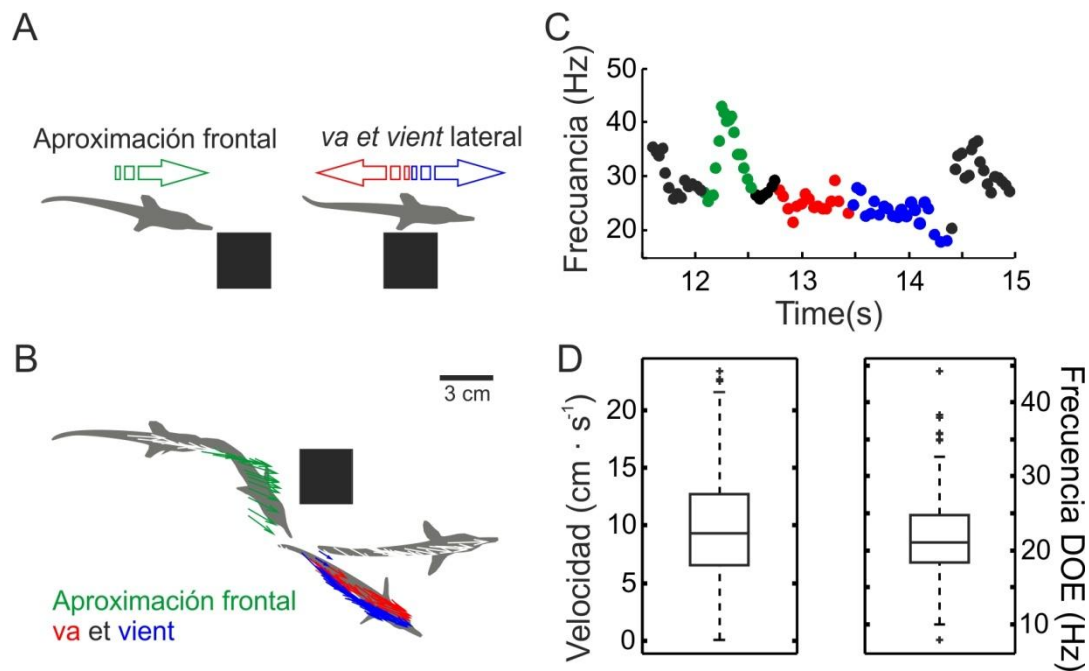 A
Aproximación frontal
va et vient lateral
B
3 cm
Aproximación frontal
va et vient
C
Frecuancia (Hz)
50
40
30
20
12
13
14
15
Time(s)
D
Velocidad (cm · s⁻¹)
20
15
10
5
0
40
30
20
10
Frecuencia DOE (Hz)